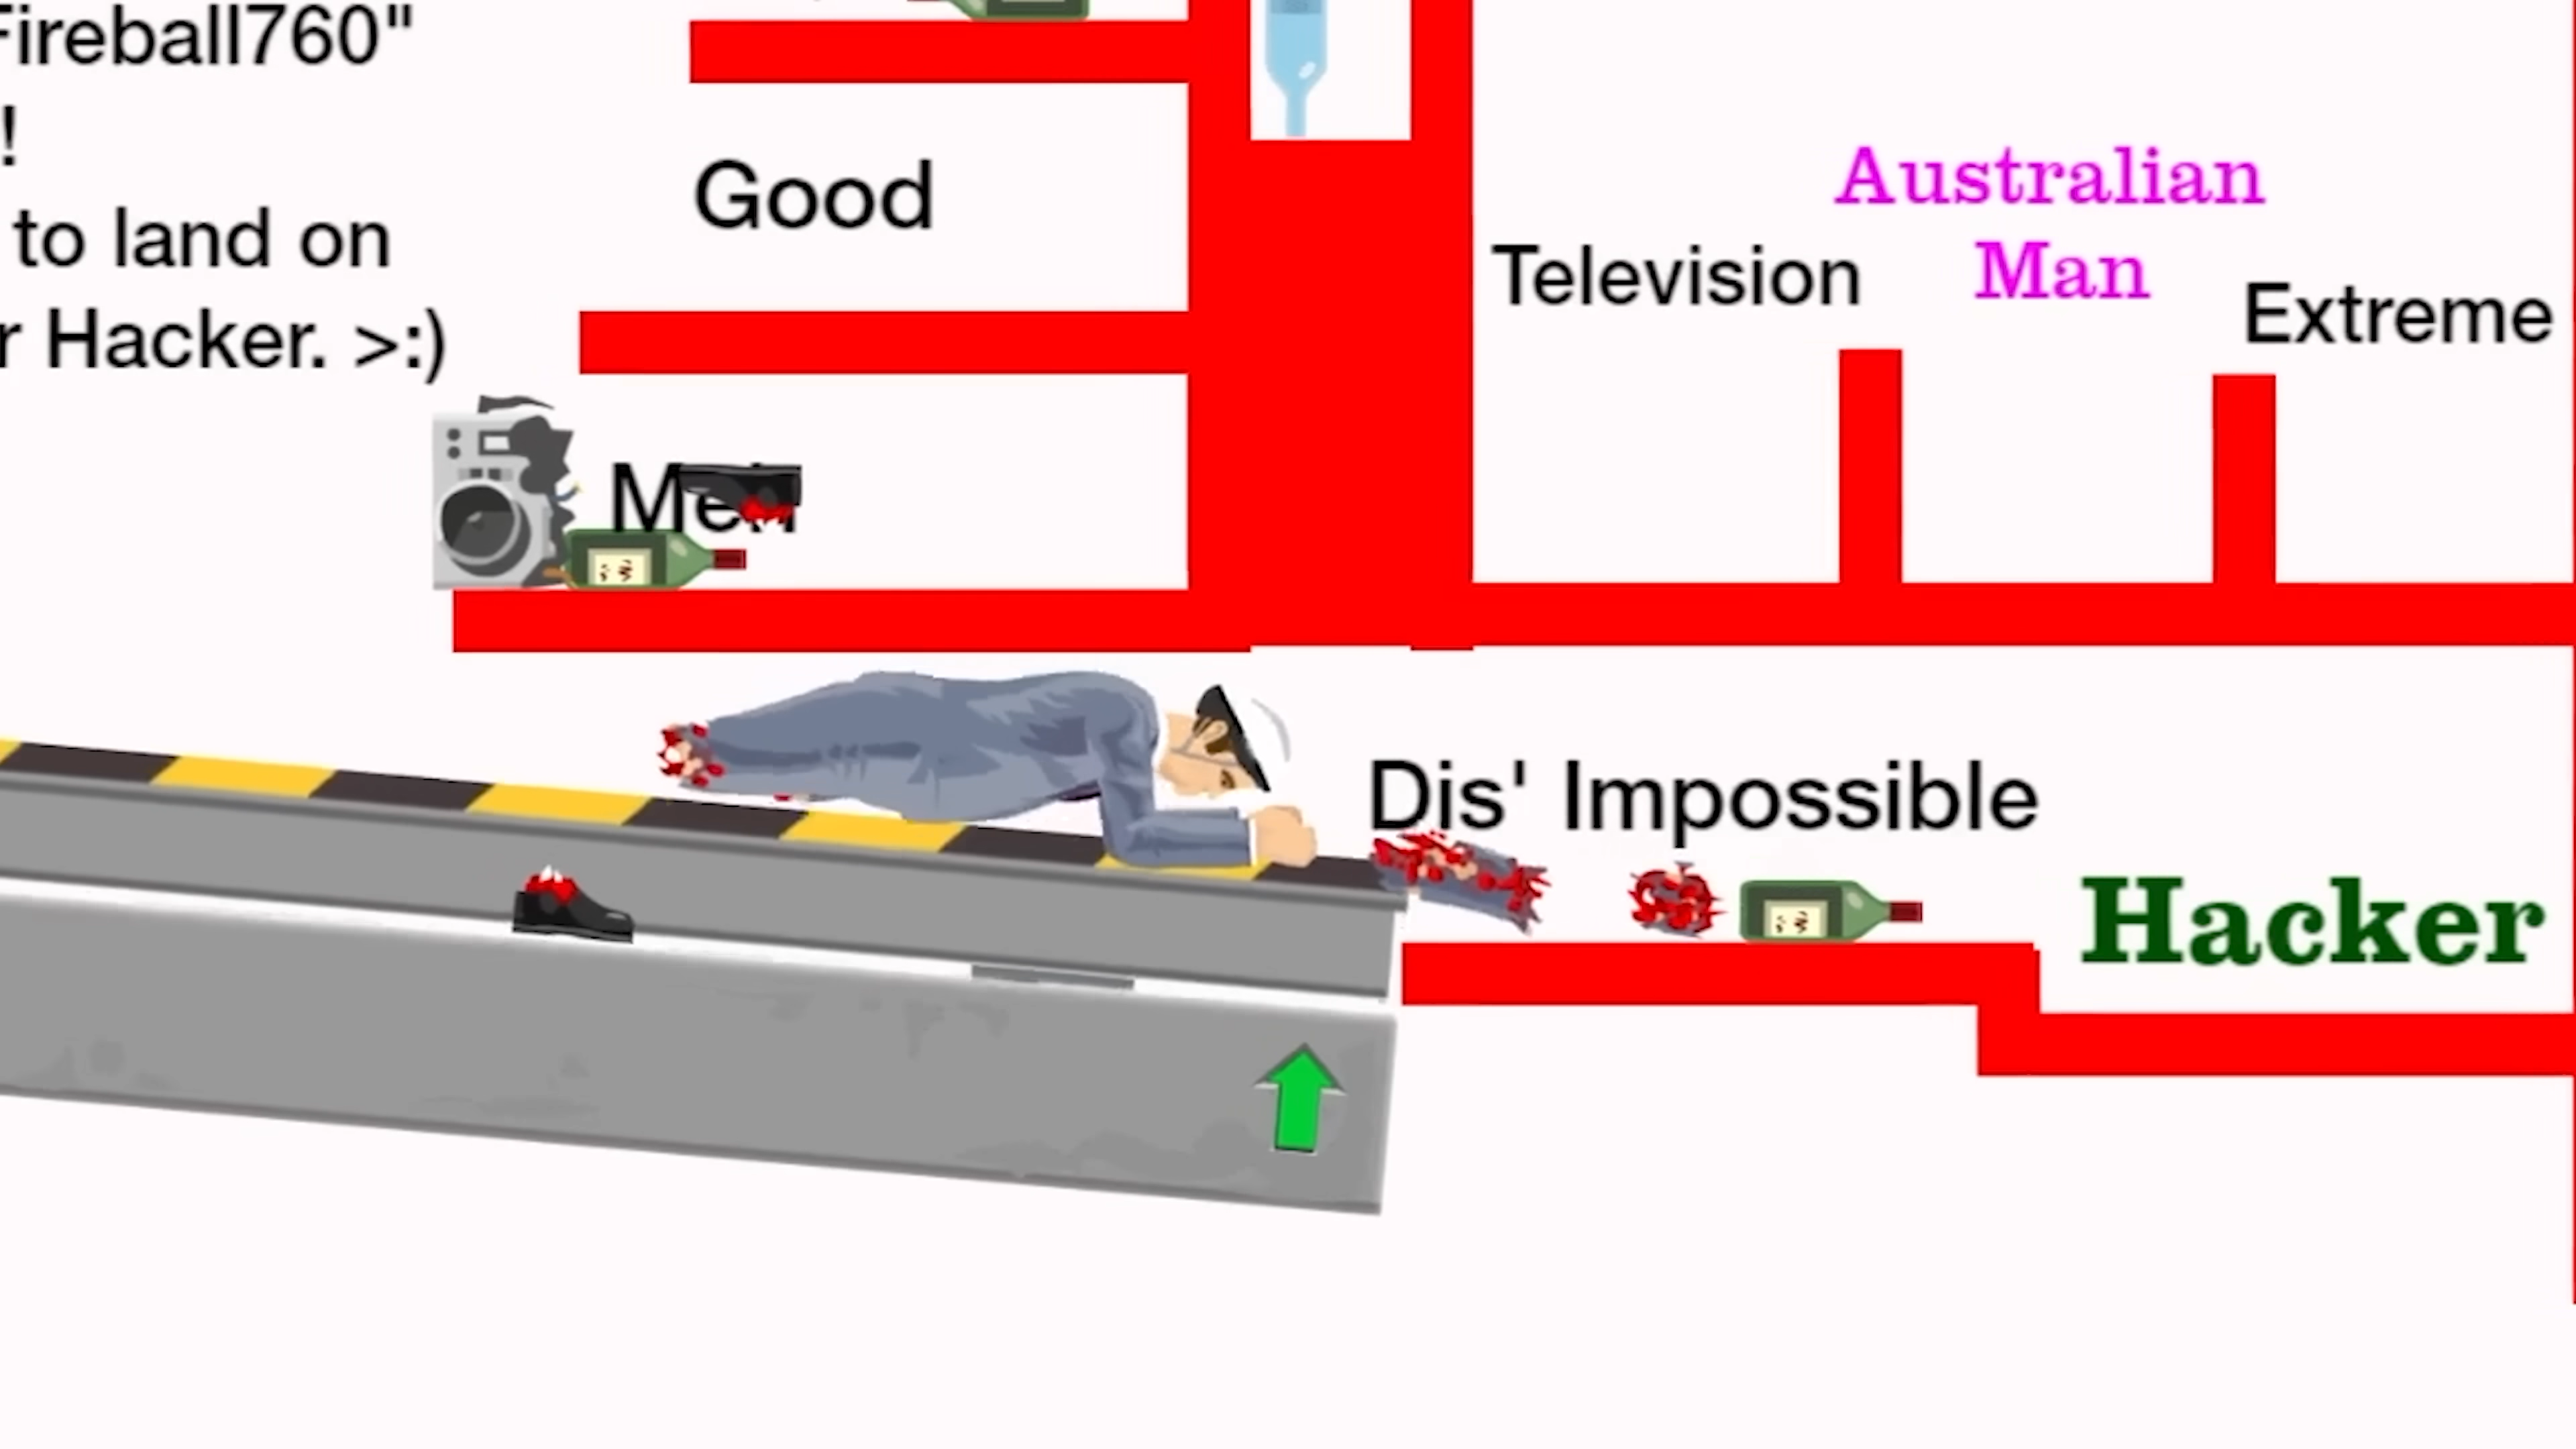 Fireball760"
!
to land on
r Hacker. >:)
Good
Television
Australian
Man
Extreme
Dis' Impossible
Hacker